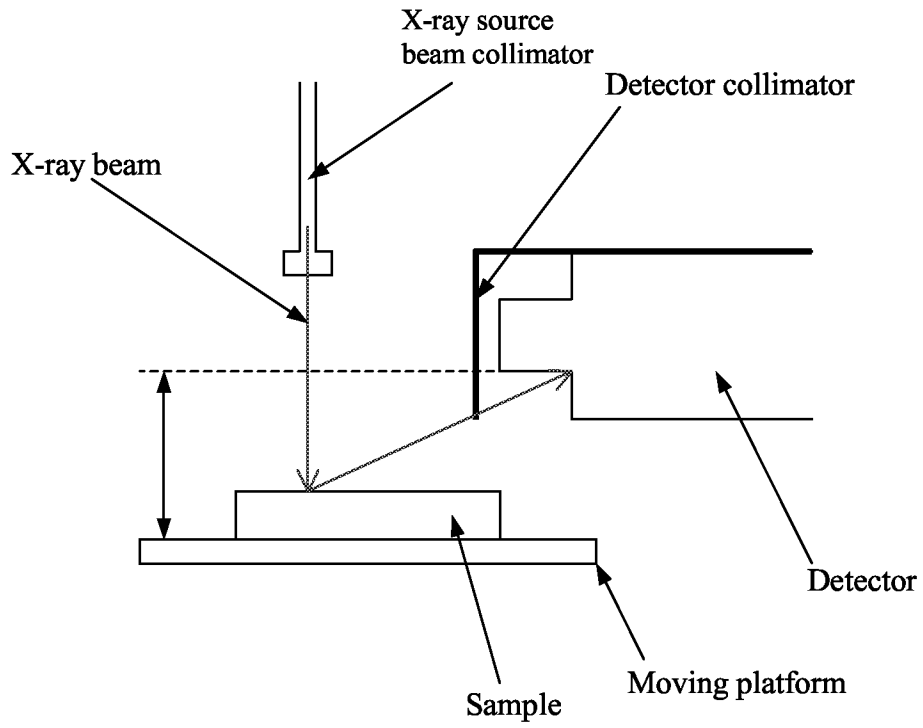 X-ray source
beam collimator
Detector collimator
X-ray beam
Detector
Moving platform
Sample